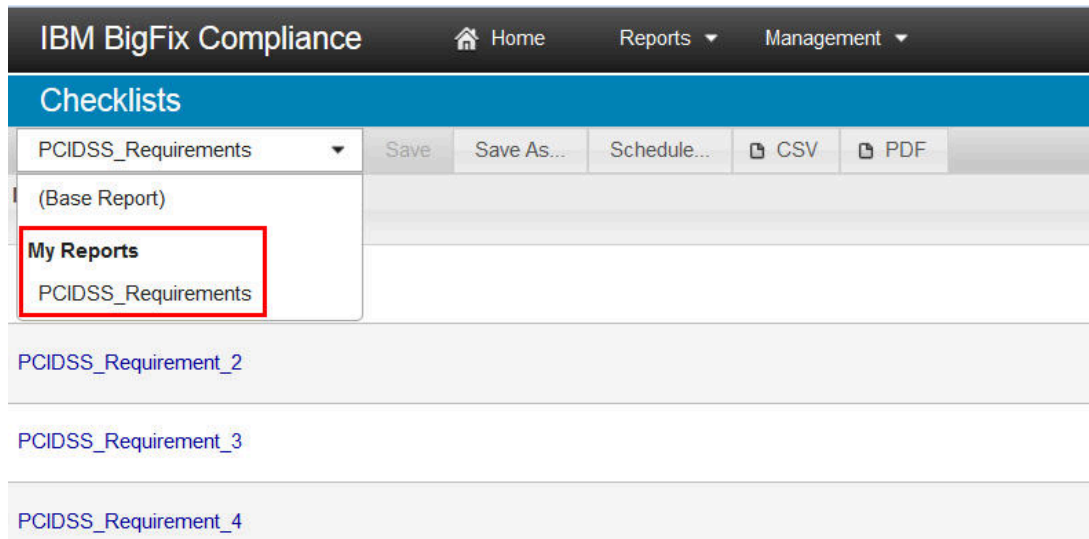 IBM BigFix Compliance Home Reports Management
Checklists
PCIDSS_Requirements Save Save As... Schedule... CSV PDF
(Base Report)
My Reports
PCIDSS_Requirements
PCIDSS_Requirement_2
PCIDSS_Requirement_3
PCIDSS_Requirement_4